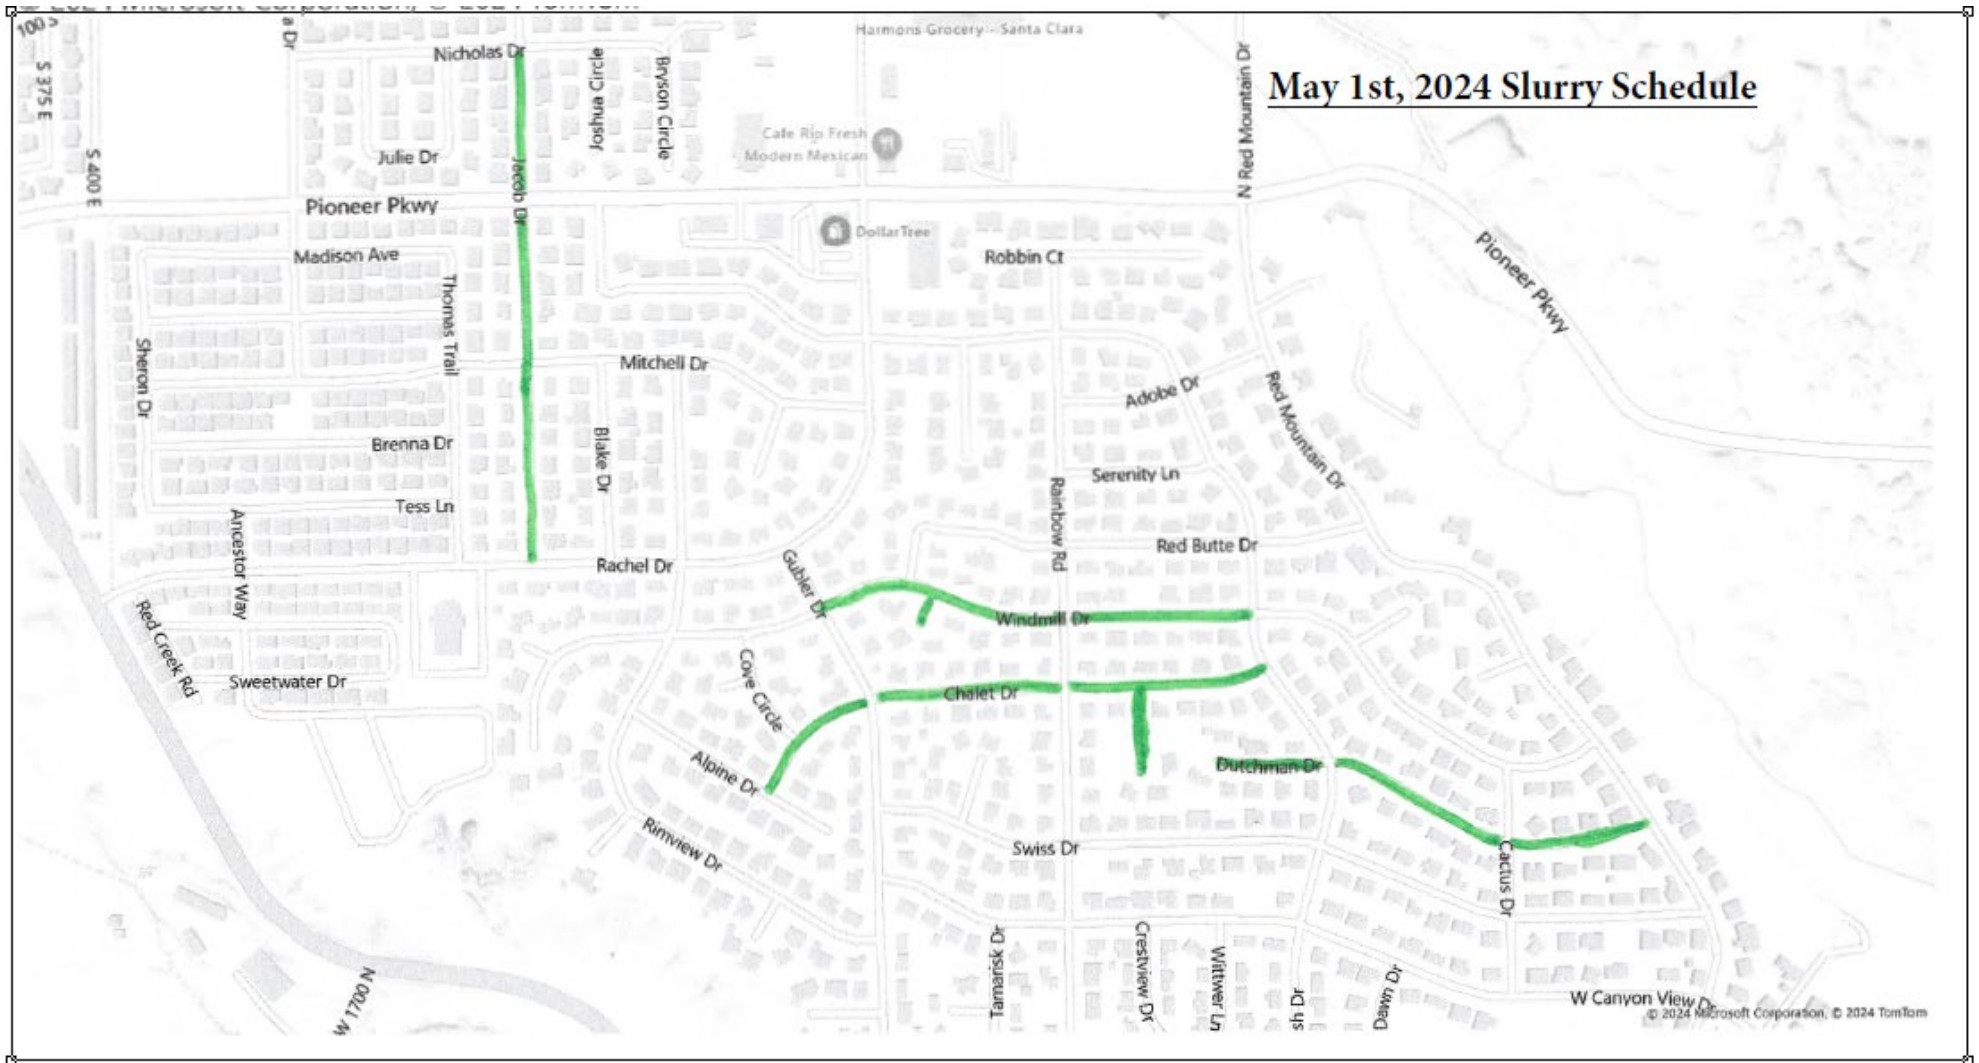 Harmons Grocery - Santa Clara
Nicholas Dr
Joshua Circle
Bryson Circle
N Red Mountain Dr
May 1st, 2024 Slurry Schedule
S 375 E
S 400 E
Julie Dr
Jacob Dr
Cafe Rio Fresh
Modern Mexican
Pioneer Pkwy
Madison Ave
Dollar Tree
Robbin Ct
Pioneer Pkwy
Thomas Trail
Sheron Dr
Mitchell Dr
Adobe Dr
Red Mountain Dr
Brenna Dr
Blake Dr
Serenity Ln
Tess Ln
Ancestor Way
Rainbow Rd
Red Butte Dr
Rachel Dr
Gubler Dr
Windmill Dr
Red Creek Rd
Sweetwater Dr
Cove Circle
Chalet Dr
Alpine Dr
Dutchman Dr
Rimview Dr
Swiss Dr
Cactus Dr
Tamarisk Dr
Crestview Dr
Wittwer Ln
sh Dr
Dawn Dr
W 1700 N
W Canyon View Dr
© 2024 Microsoft Corporation, © 2024 TomTom